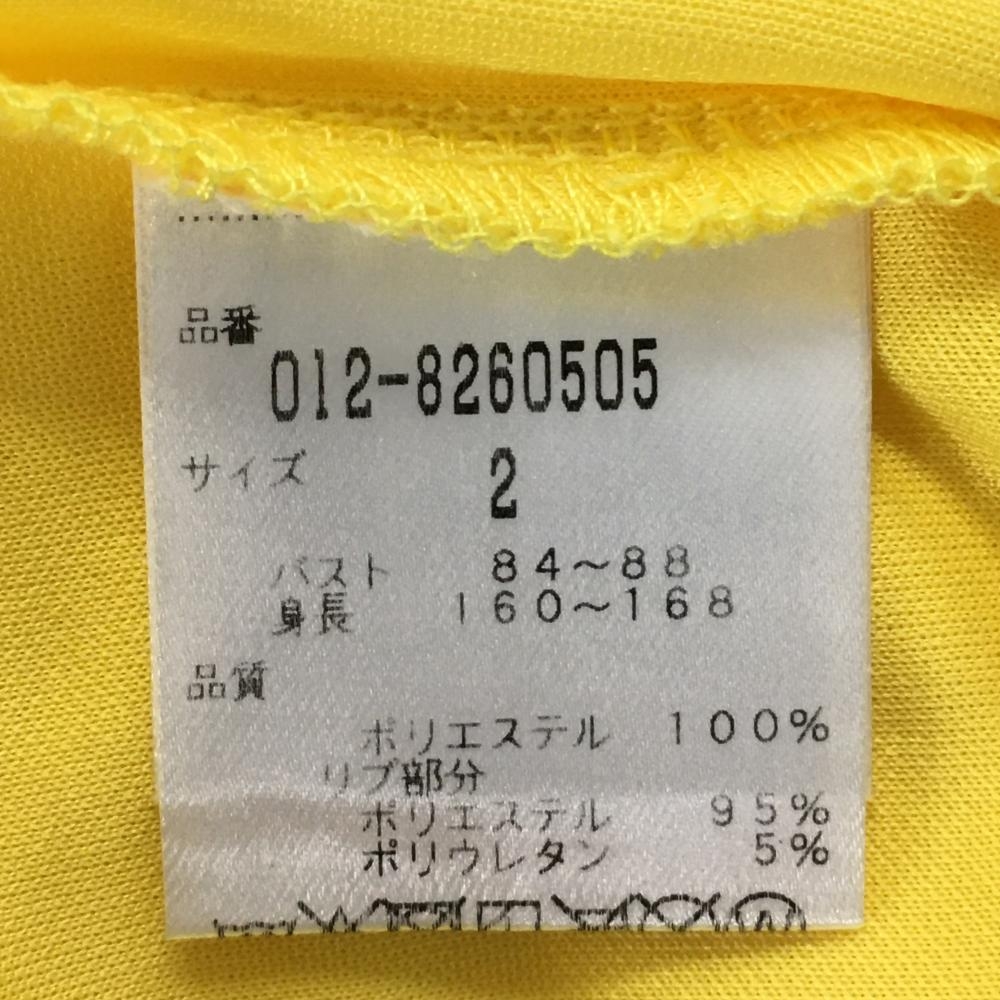 品番
012-8260505
サイズ 2
バスト 84～88
身長 160～168
品質
ポリエステル 100%
リブ部分
ポリエステル 95%
ポリウレタン 5%